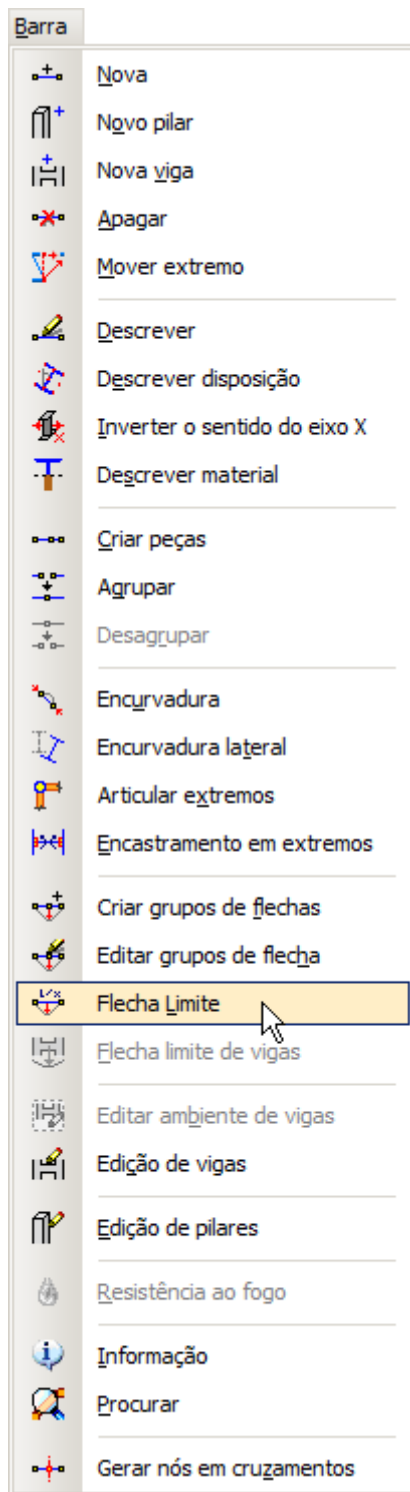 Barra
Nova
Novo pilar
Nova viga
Apagar
Mover extremo
Descrever
Descrever disposição
Inverter o sentido do eixo X
Descrever material
Criar peças
Agrupar
Desagrupar
Encurvadura
Encurvadura lateral
Articular extremos
Encastramento em extremos
Criar grupos de flechas
Editar grupos de flecha
L/x
Flecha Limite
Flecha limite de vigas
Editar ambiente de vigas
Edição de vigas
Edição de pilares
Resistência ao fogo
Informação
Procurar
Gerar nós em cruzamentos